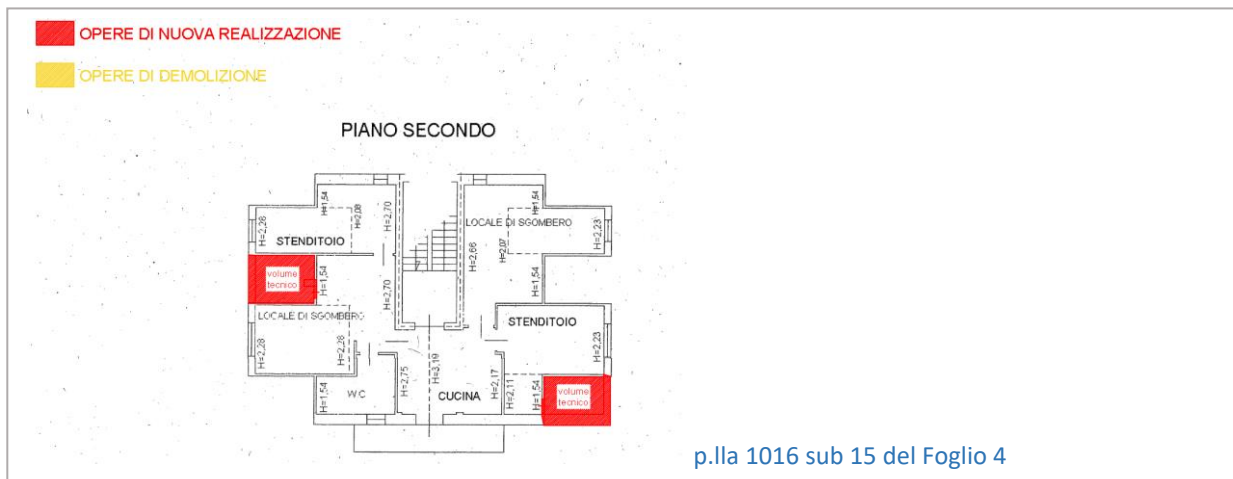 OPERE DI NUOVA REALIZZAZIONE
OPERE DI DEMOLIZIONE
PIANO SECONDO
H=2,28
STENDITOIO
H=1,54
H=2,08
H=2,70
LOCALE DI SGOMBERO
H=2,66
H=2,07
H=1,54
H=2,23
volume
tecnico
H=1,54
H=2,70
H=1,54
LOCALE DI SGOMBERO
H=2,28
H=2,28
STENDITOIO
H=2,23
H=1,54
WC
H=2,75
H=3,19
CUCINA
H=2,17
H=2,11
H=1,54
volume
tecnico
p.lla 1016 sub 15 del Foglio 4